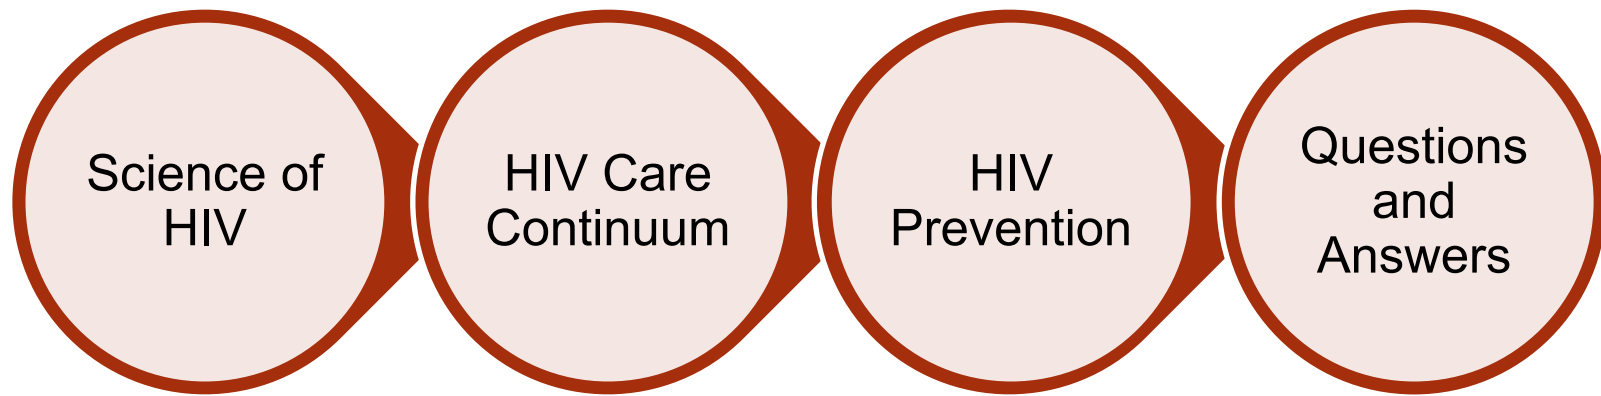 Science of
HIV
HIV Care
Continuum
HIV
Prevention
Questions
and
Answers